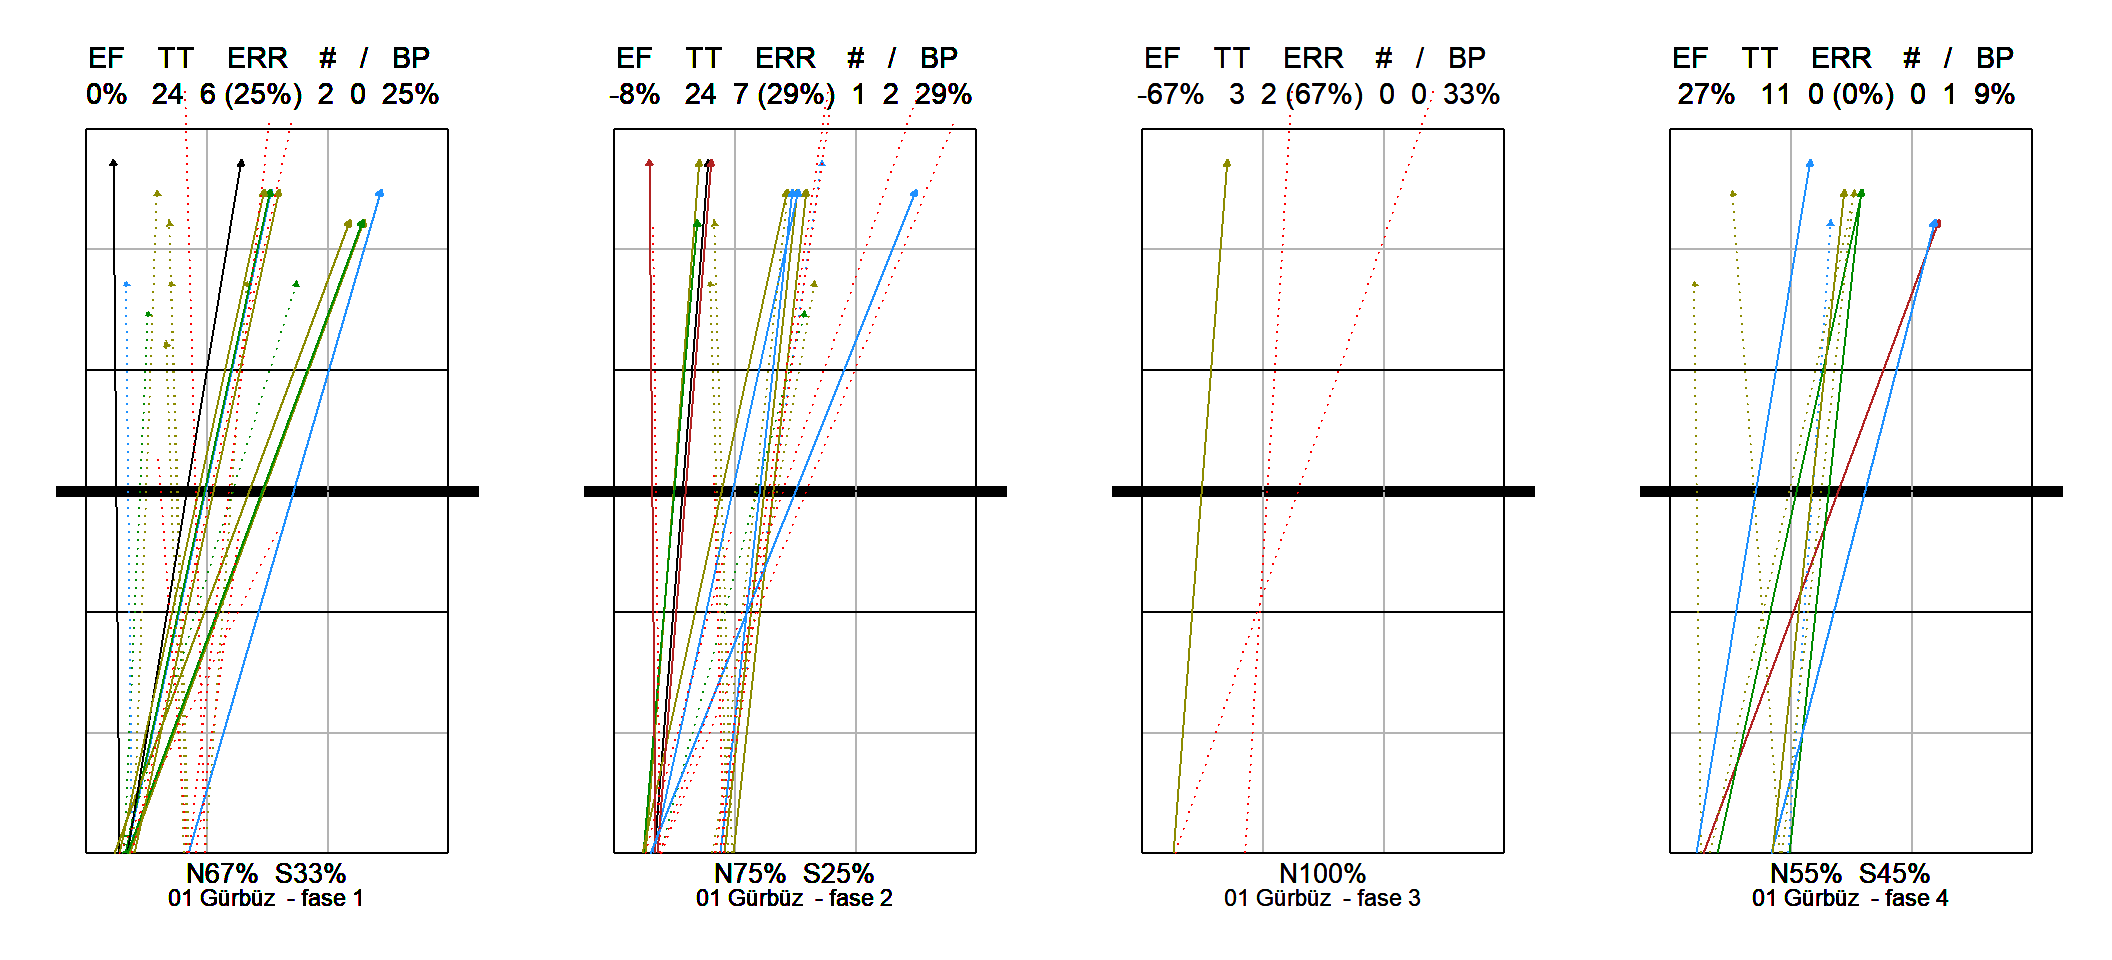 EF TT ERR # / BP
0% 24 6 (25%) 2 0 25%
N67% S33%
01 Gürbüz - fase 1
EF TT ERR # / BP
-8% 24 7 (29%) 1 2 29%
N75% S25%
01 Gürbüz - fase 2
EF TT ERR # / BP
-67% 3 2 (67%) 0 0 33%
N100%
01 Gürbüz - fase 3
EF TT ERR # / BP
27% 11 0 (0%) 0 1 9%
N55% S45%
01 Gürbüz - fase 4